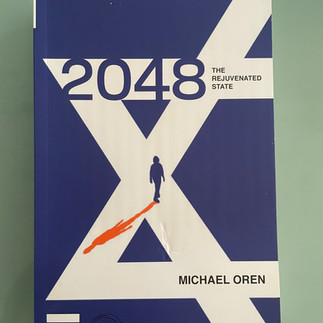 2048
THE
REJUVENATED
STATE
MICHAEL OREN